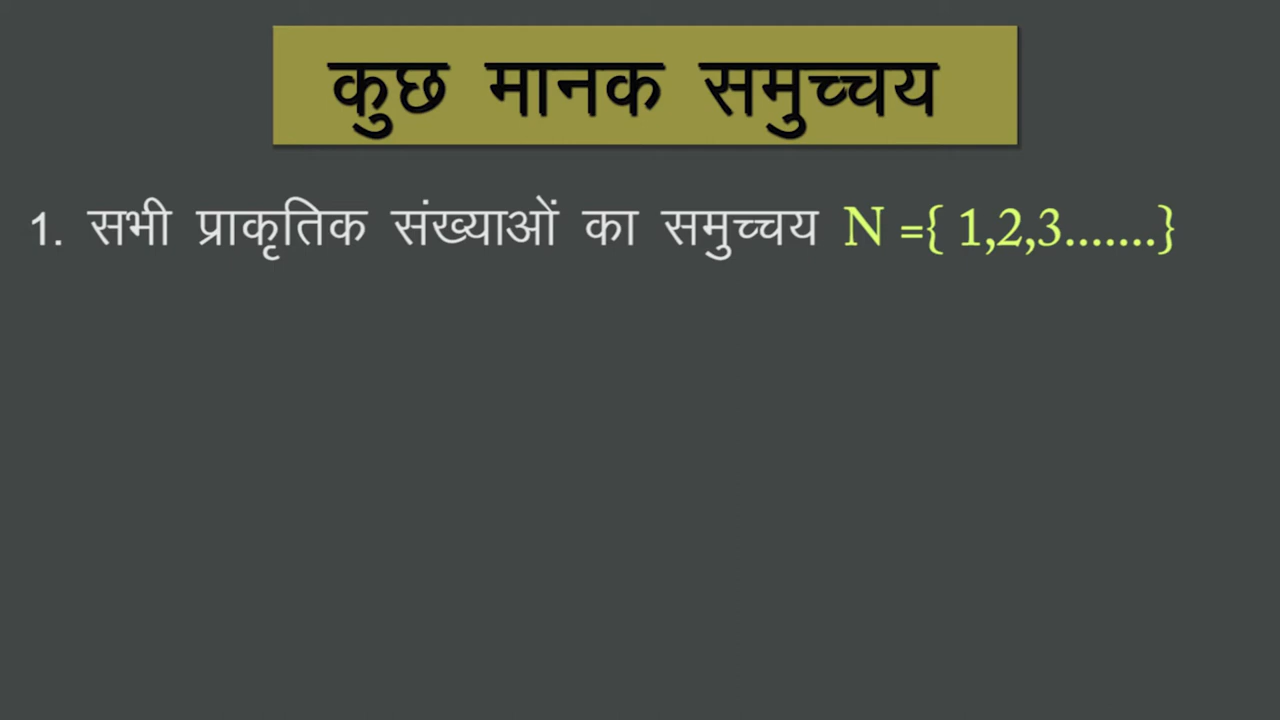 कुछ मानक समुच्चय
1. सभी प्राकृतिक संख्याओं का समुच्चय N ={ 1,2,3.......}